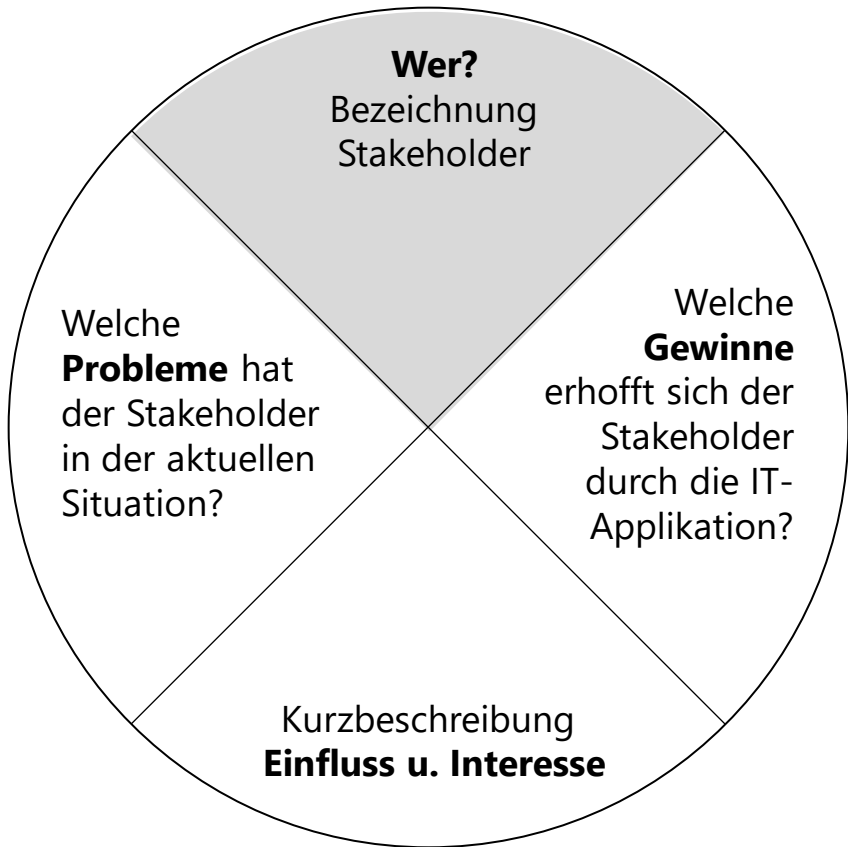 Wer?
Bezeichnung
Stakeholder
Welche
Probleme hat
der Stakeholder
in der aktuellen
Situation?
Welche
Gewinne
erhofft sich der
Stakeholder
durch die IT-
Applikation?
Kurzbeschreibung
Einfluss u. Interesse